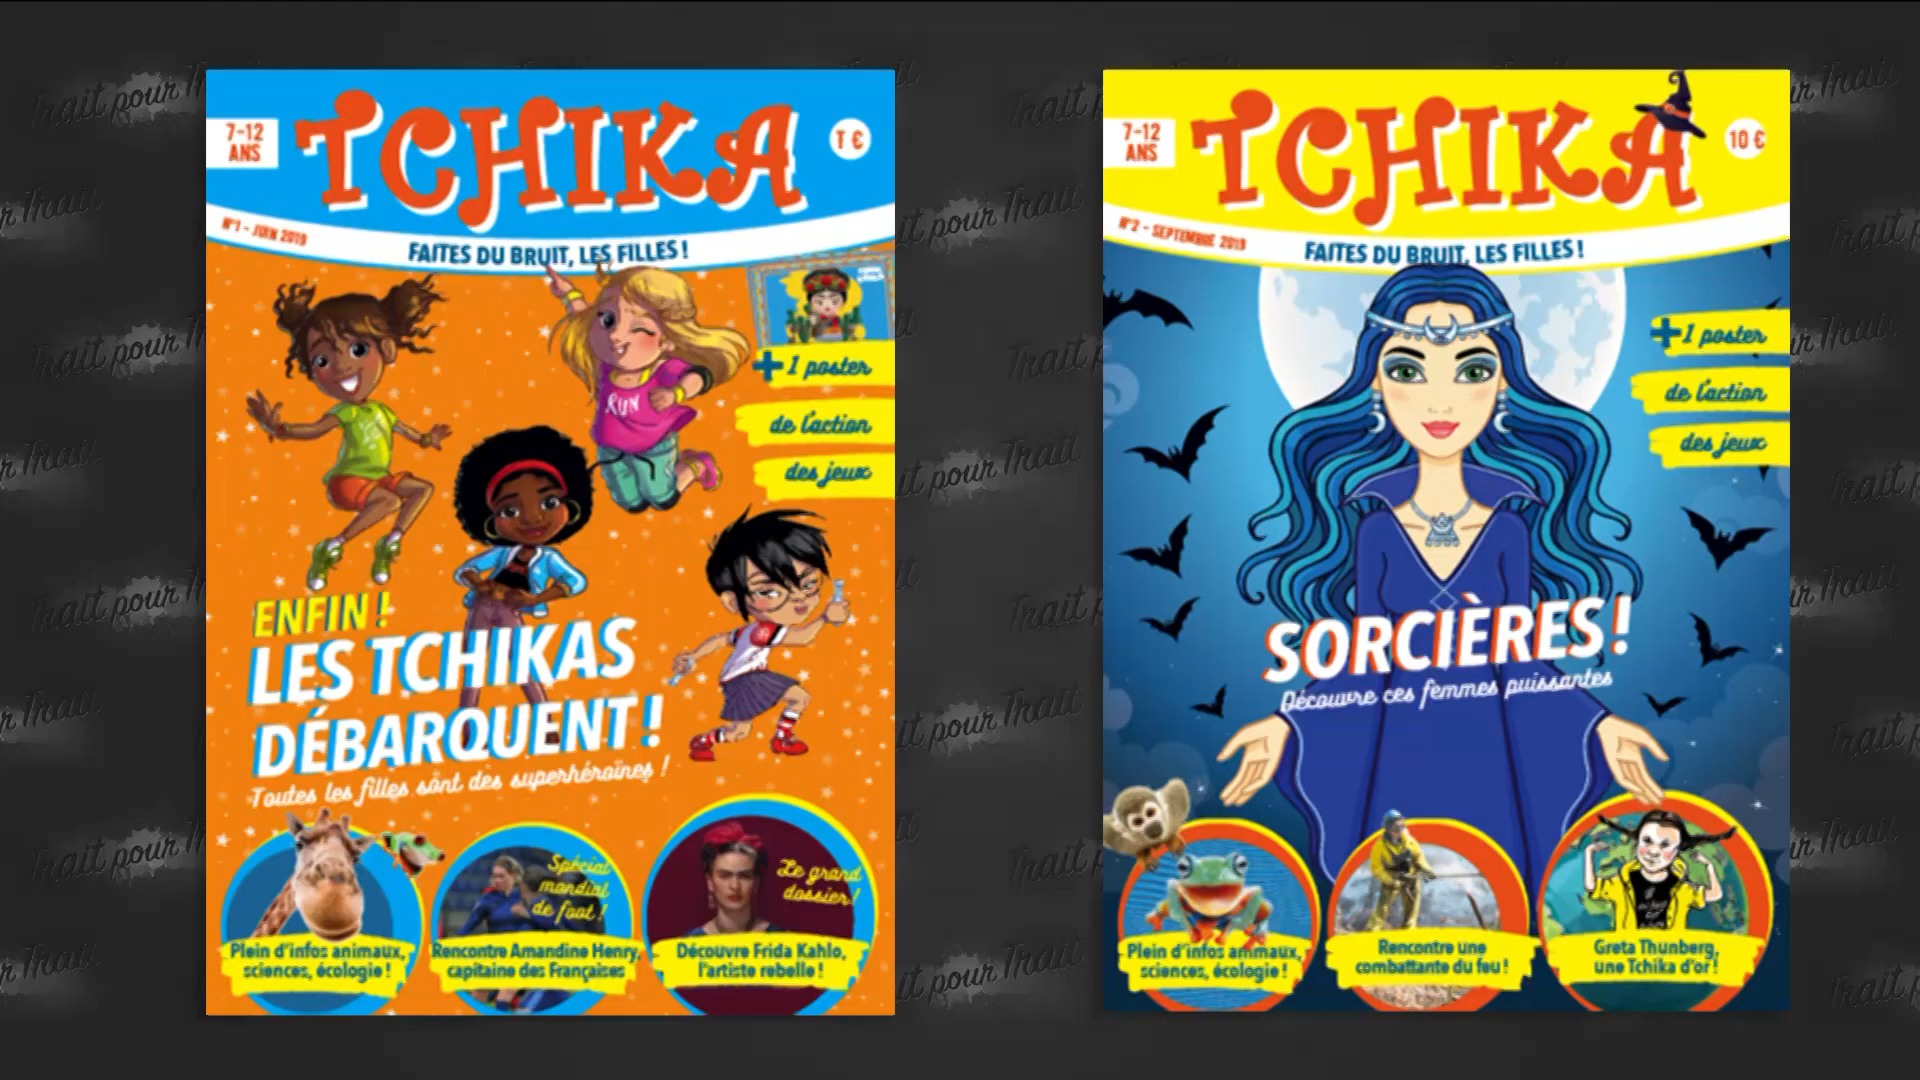 TCHIKA
7-12
ANS
T €
N°1 - JUIN 2019
FAITES DU BRUIT, LES FILLES !
+ 1 poster
de l'action
des jeux
RUN
ENFIN !
LES TCHIKAS
DÉBARQUENT !
Toutes les filles sont des superhéroïnes !
Spécial
mondial
de foot !
Le grand
dossier !
Plein d'infos animaux,
sciences, écologie !
Rencontre Amandine Henry,
capitaine des Françaises
Découvre Frida Kahlo,
l'artiste rebelle !
TCHIKA
7-12
ANS
10 €
N°2 - SEPTEMBRE 2019
FAITES DU BRUIT, LES FILLES !
+ 1 poster
de l'action
des jeux
SORCIÈRES !
Découvre ces femmes puissantes
Plein d'infos animaux,
sciences, écologie !
Rencontre une
combattante du feu !
Greta Thunberg,
une Tchika d'or !
Trait pour Trait